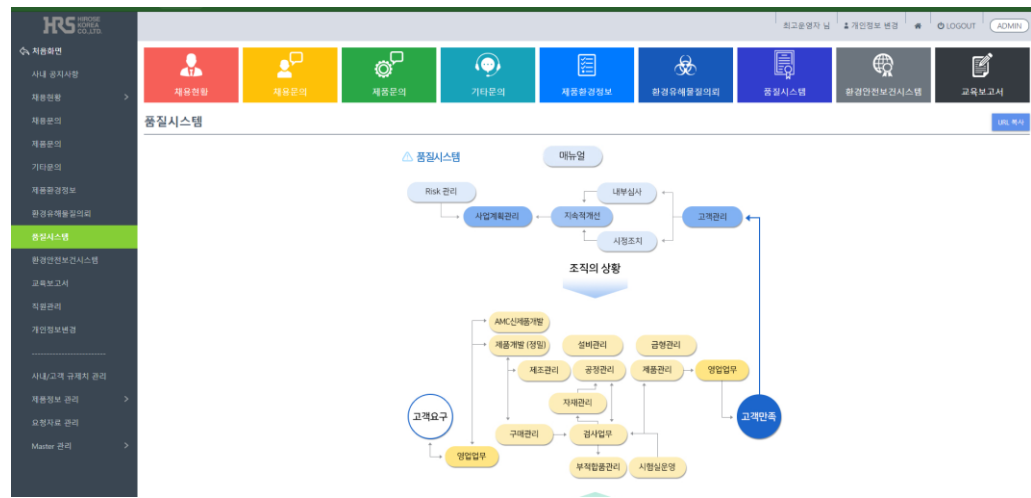 HRS HIROSE KOREA CO.,LTD.
최고운영자 님 개인정보 변경 LOGOUT ADMIN
처음화면
사내 공지사항
채용현황 >
채용문의
제품문의
기타문의
제품환경정보
환경유해물질의뢰
품질시스템
환경안전보건시스템
교육보고서
직원관리
개인정보변경
------------------------
사내/고객 규제치 관리
제품정보 관리 >
요청자료 관리
Master 관리 >
채용현황 채용문의 제품문의 기타문의 제품환경정보 환경유해물질의뢰 품질시스템 환경안전보건시스템 교육보고서
품질시스템 URL 복사
품질시스템 매뉴얼
Risk 관리 내부심사
사업계획관리 지속적개선 고객관리
시정조치
조직의 상황
AMC신제품개발
제품개발 (정밀) 설비관리 금형관리
제조관리 공정관리 제품관리 영업업무
자재관리
고객요구 고객만족
구매관리 검사업무
영업업무
부적합품관리 시험실운영